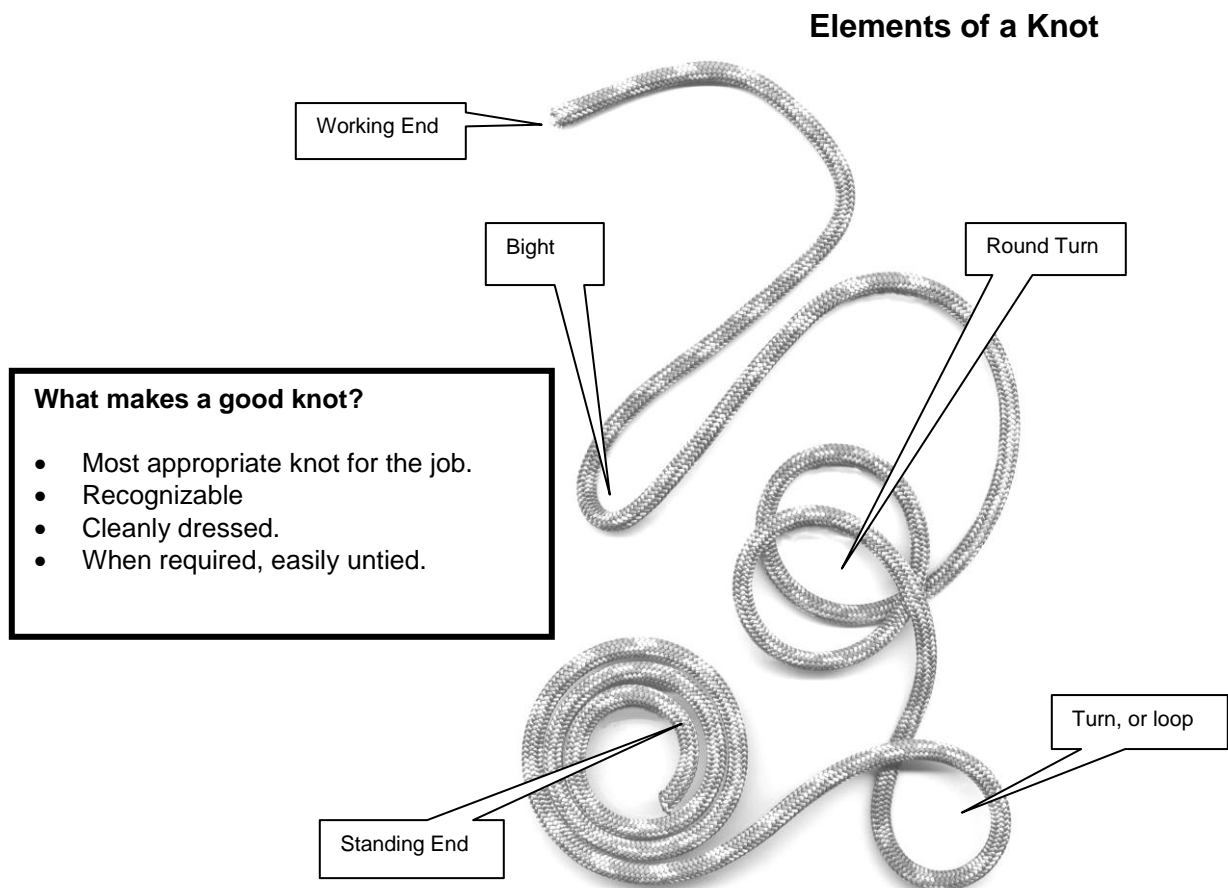 Elements of a Knot
Working End
Bight
Round Turn
What makes a good knot?
• Most appropriate knot for the job.
• Recognizable
• Cleanly dressed.
• When required, easily untied.
Turn, or loop
Standing End